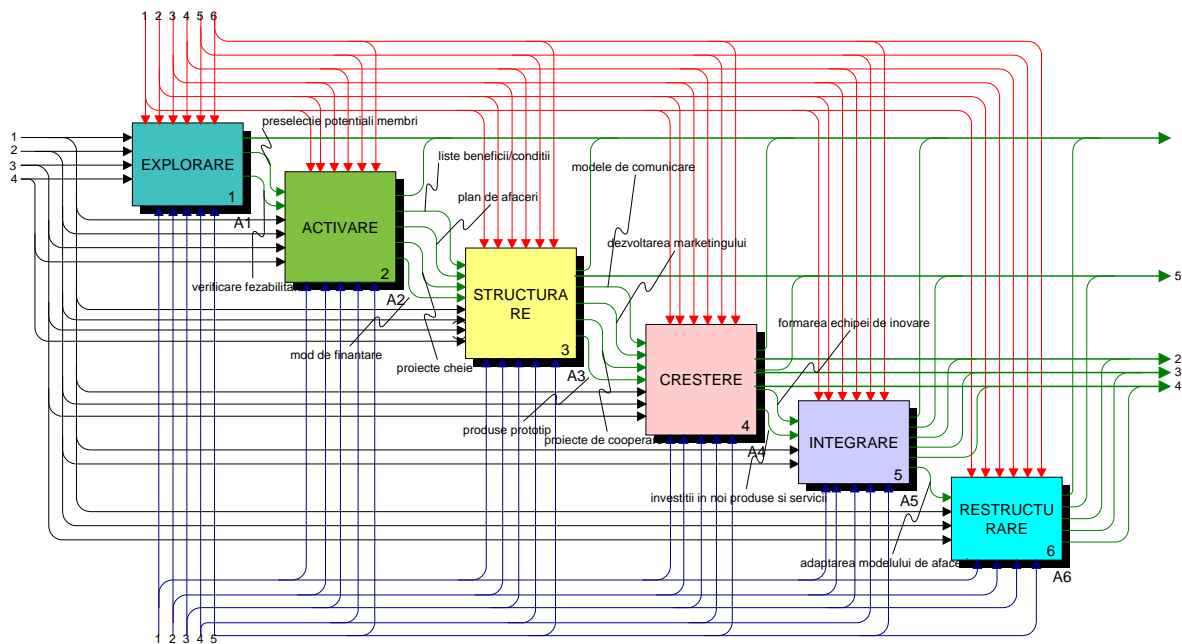 1 2 3 4 5 6
preselectie potentiali membri
1
2
3
4
EXPLORARE
1
A1
liste beneficii/conditii
modele de comunicare
plan de afaceri
ACTIVARE
2
A2
dezvoltarea marketingului
verificare fezabilita
5
STRUCTURA
RE
3
A3
mod de finantare
proiecte cheie
formarea echipei de inovare
2
3
4
CRESTERE
4
A4
produse prototip
proiecte de cooperar
INTEGRARE
5
A5
investitii in noi produse si servicii
RESTRUCTU
RARE
6
A6
adaptarea modelului de aface
1 2 3 4 5